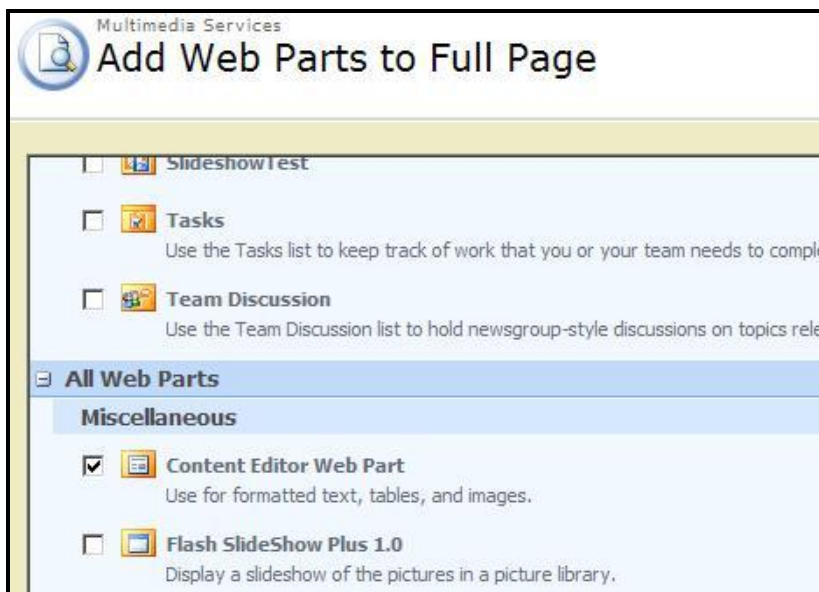 Multimedia Services
Add Web Parts to Full Page
SlideshowTest
Tasks
Use the Tasks list to keep track of work that you or your team needs to comple
Team Discussion
Use the Team Discussion list to hold newsgroup-style discussions on topics rele
All Web Parts
Miscellaneous
Content Editor Web Part
Use for formatted text, tables, and images.
Flash SlideShow Plus 1.0
Display a slideshow of the pictures in a picture library.